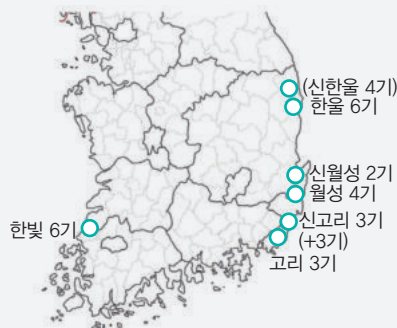 (신한울 4기)
한울 6기
신월성 2기
월성 4기
한빛 6기
신고리 3기
(+3기)
고리 3기